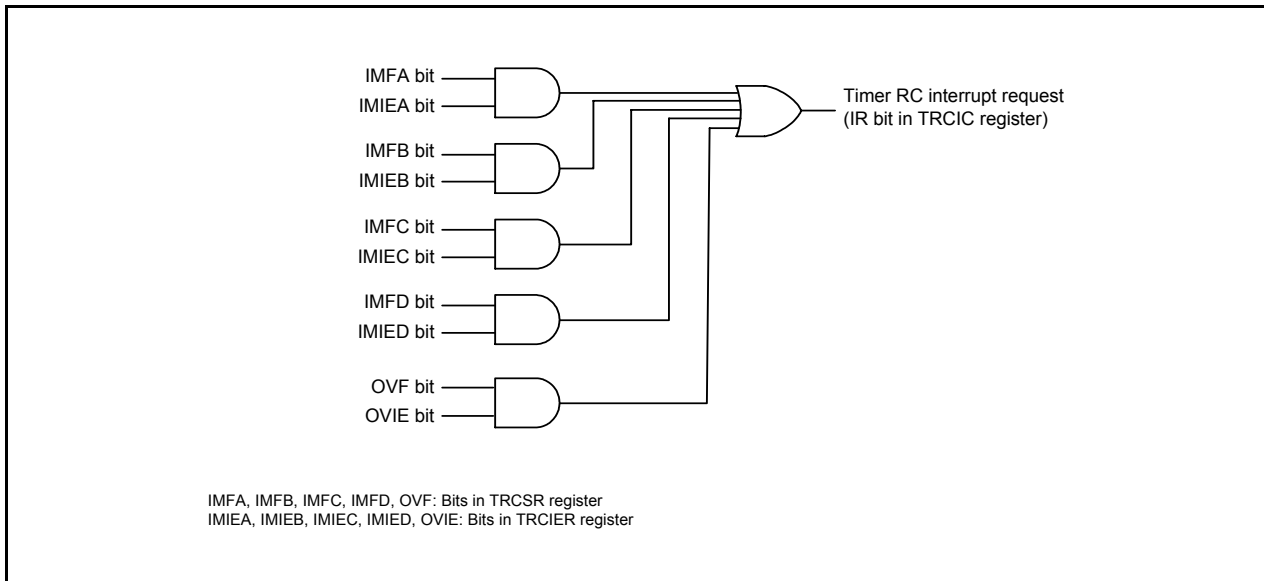 IMFA bit
IMIEA bit
IMFB bit
IMIEB bit
IMFC bit
IMIEC bit
IMFD bit
IMIED bit
OVF bit
OVIE bit
Timer RC interrupt request
(IR bit in TRCIC register)
IMFA, IMFB, IMFC, IMFD, OVF: Bits in TRCSR register
IMIEA, IMIEB, IMIEC, IMIED, OVIE: Bits in TRCIER register